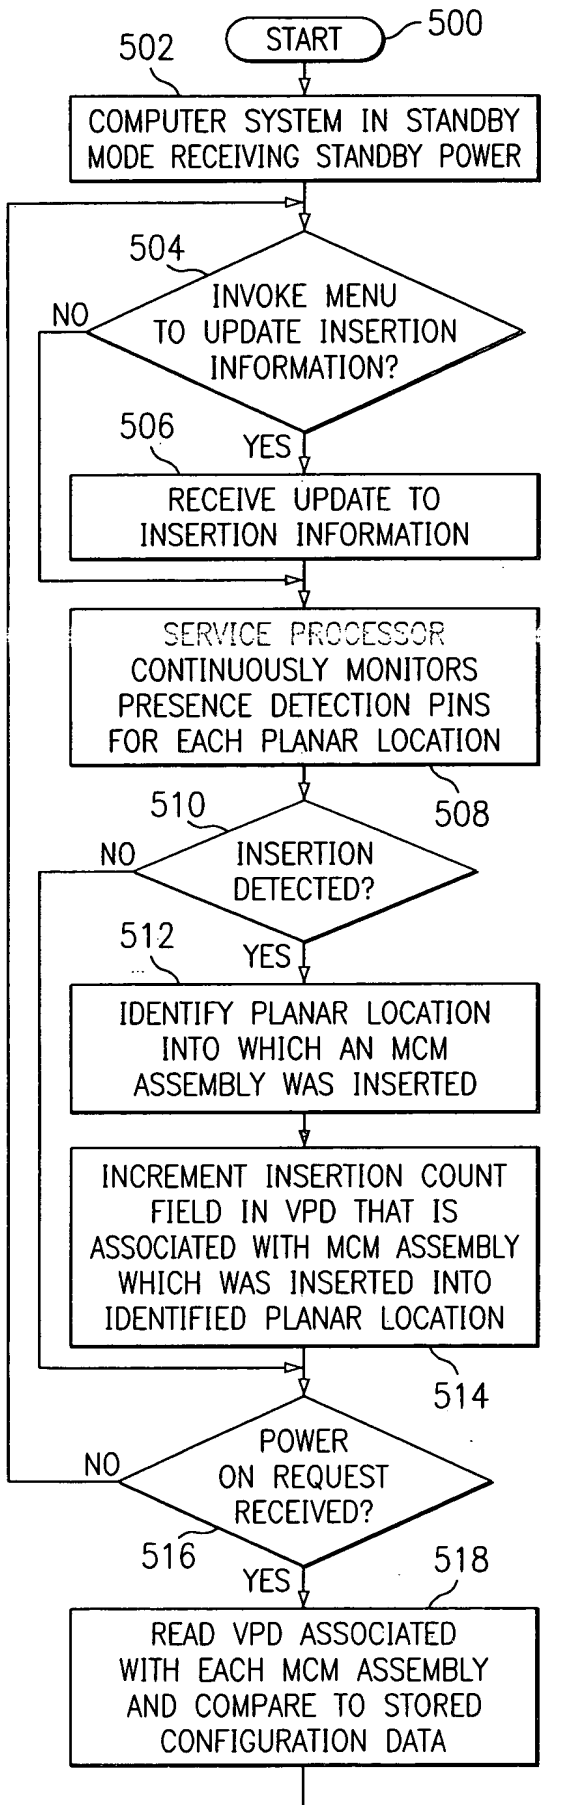 START
500
502
COMPUTER SYSTEM IN STANDBY
MODE RECEIVING STANDBY POWER
504
INVOKE MENU
TO UPDATE INSERTION
INFORMATION?
NO
YES
506
RECEIVE UPDATE TO
INSERTION INFORMATION
SERVICE PROCESSOR
CONTINUOUSLY MONITORS
PRESENCE DETECTION PINS
FOR EACH PLANAR LOCATION
508
510
INSERTION
DETECTED?
NO
YES
512
IDENTIFY PLANAR LOCATION
INTO WHICH AN MCM
ASSEMBLY WAS INSERTED
INCREMENT INSERTION COUNT
FIELD IN VPD THAT IS
ASSOCIATED WITH MCM ASSEMBLY
WHICH WAS INSERTED INTO
IDENTIFIED PLANAR LOCATION
514
POWER
ON REQUEST
RECEIVED?
NO
516
YES
518
READ VPD ASSOCIATED
WITH EACH MCM ASSEMBLY
AND COMPARE TO STORED
CONFIGURATION DATA